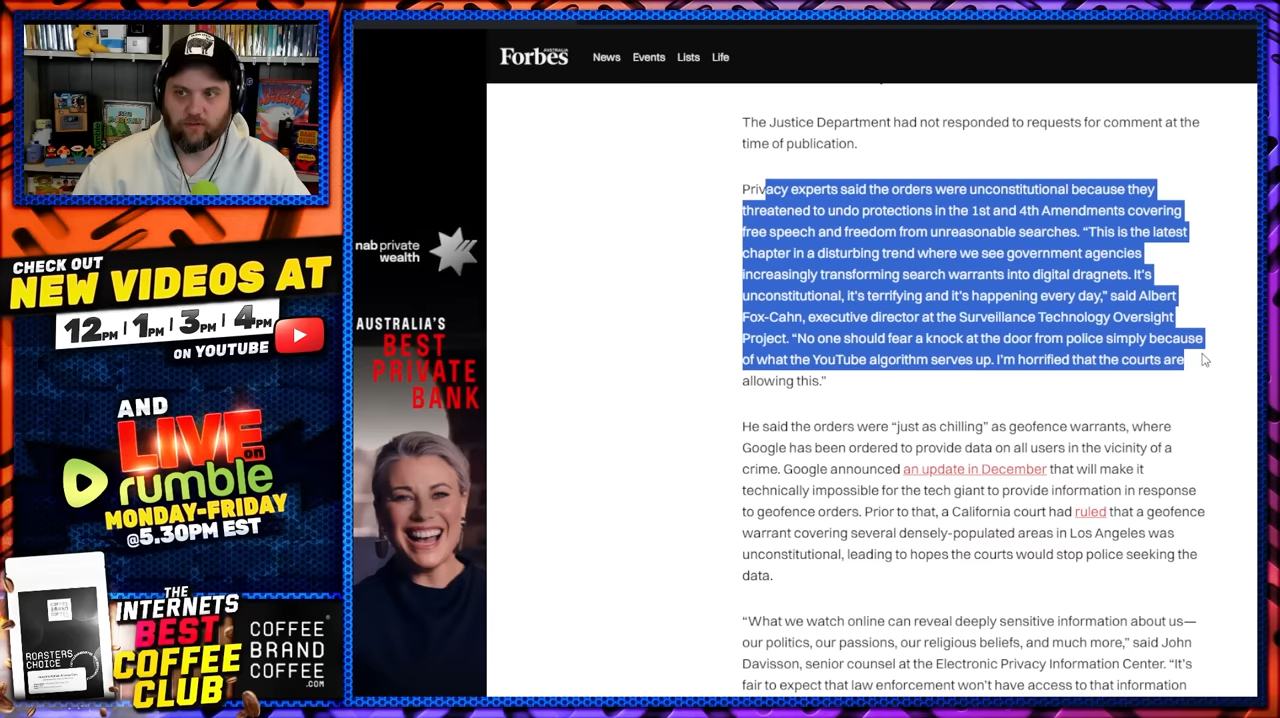 CHECK OUT
NEW VIDEOS AT
12PM | 1PM | 3PM | 4PM
ON YOUTUBE
AND
LIVE
on
rumble
MONDAY-FRIDAY
@5.30PM EST
ROASTERS
CHOICE
THE
INTERNETS
BEST
COFFEE
CLUB
COFFEE
BRAND
COFFEE
.COM
nab private
wealth
AUSTRALIA'S
BEST
PRIVATE
BANK
Forbes
AUSTRALIA
News Events Lists Life
The Justice Department had not responded to requests for comment at the
time of publication.
Privacy experts said the orders were unconstitutional because they
threatened to undo protections in the 1st and 4th Amendments covering
free speech and freedom from unreasonable searches. “This is the latest
chapter in a disturbing trend where we see government agencies
increasingly transforming search warrants into digital dragnets. It’s
unconstitutional, it’s terrifying and it’s happening every day,” said Albert
Fox-Cahn, executive director at the Surveillance Technology Oversight
Project. “No one should fear a knock at the door from police simply because
of what the YouTube algorithm serves up. I’m horrified that the courts are
allowing this.”
He said the orders were “just as chilling” as geofence warrants, where
Google has been ordered to provide data on all users in the vicinity of a
crime. Google announced an update in December that will make it
technically impossible for the tech giant to provide information in response
to geofence orders. Prior to that, a California court had ruled that a geofence
warrant covering several densely-populated areas in Los Angeles was
unconstitutional, leading to hopes the courts would stop police seeking the
data.
“What we watch online can reveal deeply sensitive information about us—
our politics, our passions, our religious beliefs, and much more,” said John
Davisson, senior counsel at the Electronic Privacy Information Center. “It’s
fair to expect that law enforcement won’t have access to that information